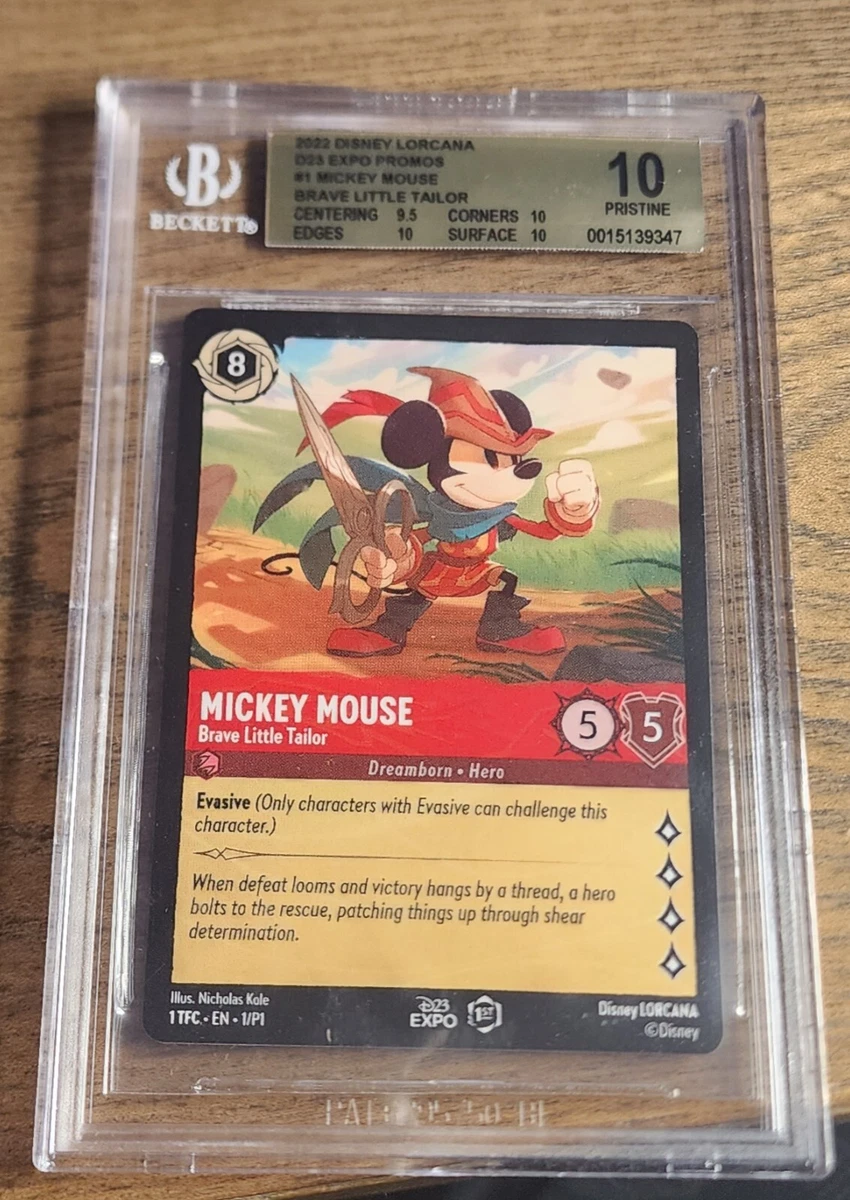 2022 DISNEY LORCANA
D23 EXPO PROMOS
#1 MICKEY MOUSE
BRAVE LITTLE TAILOR
CENTERING 9.5 CORNERS 10
EDGES 10 SURFACE 10
10
PRISTINE
0015139347
B
BECKETT®
8
MICKEY MOUSE
Brave Little Tailor
5 5
Dreamborn • Hero
Evasive (Only characters with Evasive can challenge this
character.)
When defeat looms and victory hangs by a thread, a hero
bolts to the rescue, patching things up through shear
determination.
Illus. Nicholas Kole
1 TFC • EN • 1/P1
D23
EXPO
1ST
Disney LORCANA
©Disney